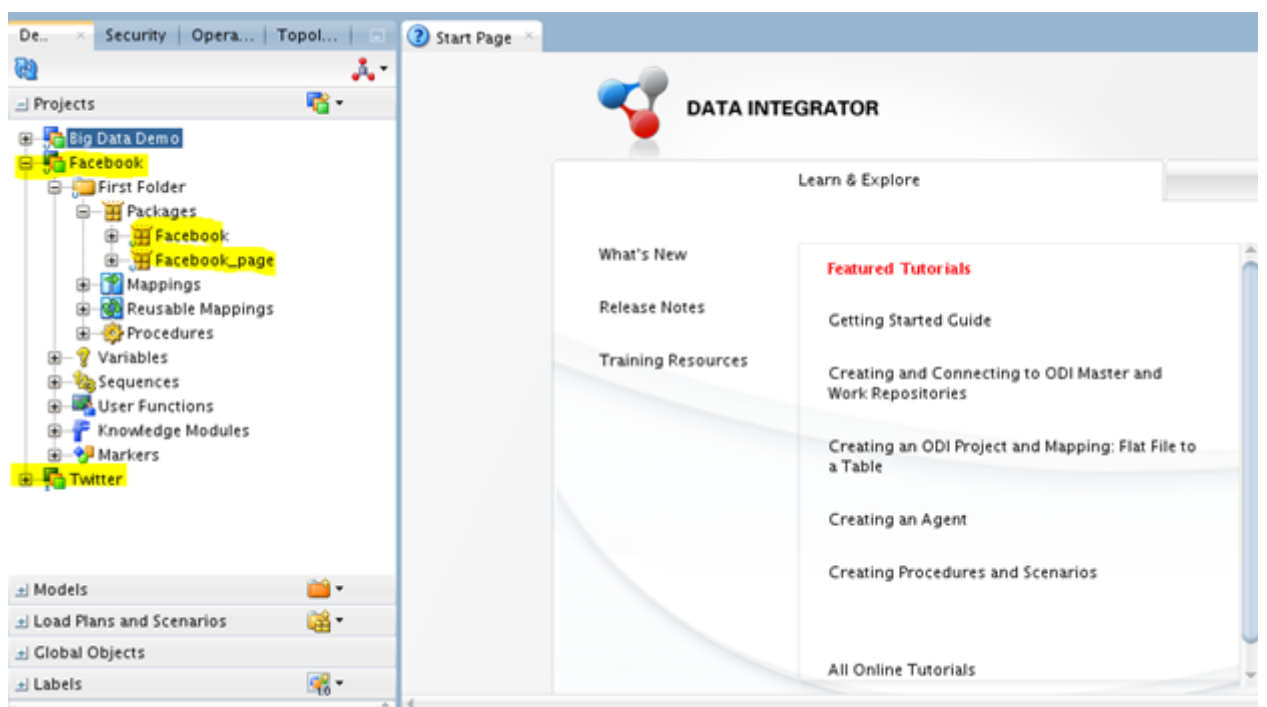 De..
Security
Opera...
Topol...
Start Page
Projects
Big Data Demo
Facebook
First Folder
Packages
Facebook
Facebook_page
Mappings
Reusable Mappings
Procedures
Variables
Sequences
User Functions
Knowledge Modules
Markers
Twitter
Models
Load Plans and Scenarios
Global Objects
Labels
DATA INTEGRATOR
Learn & Explore
What's New
Release Notes
Training Resources
Featured Tutorials
Getting Started Guide
Creating and Connecting to ODI Master and
Work Repositories
Creating an ODI Project and Mapping: Flat File to
a Table
Creating an Agent
Creating Procedures and Scenarios
All Online Tutorials